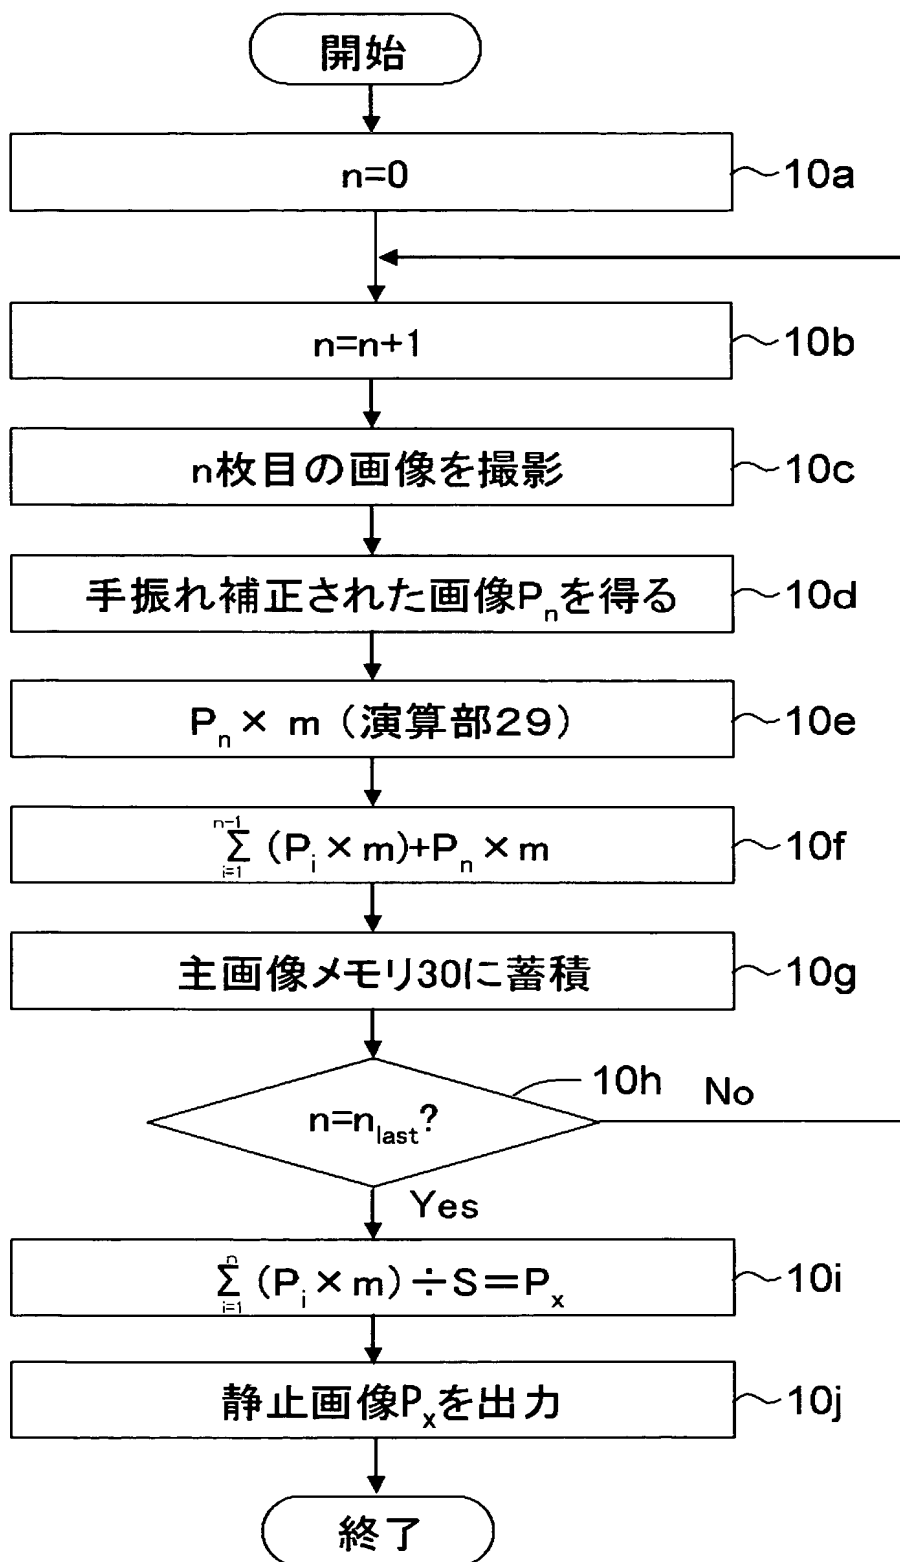 開始
n=0 10a
n=n+1 10b
n枚目の画像を撮影 10c
手振れ補正された画像Pnを得る 10d
Pn × m (演算部29) 10e
n-1
Σ (Pi × m)+Pn × m 10f
i=1
主画像メモリ30に蓄積 10g
10h
No
n=nlast?
Yes
n
Σ (Pi × m) ÷S=Px 10i
i=1
静止画像Pxを出力 10j
終了